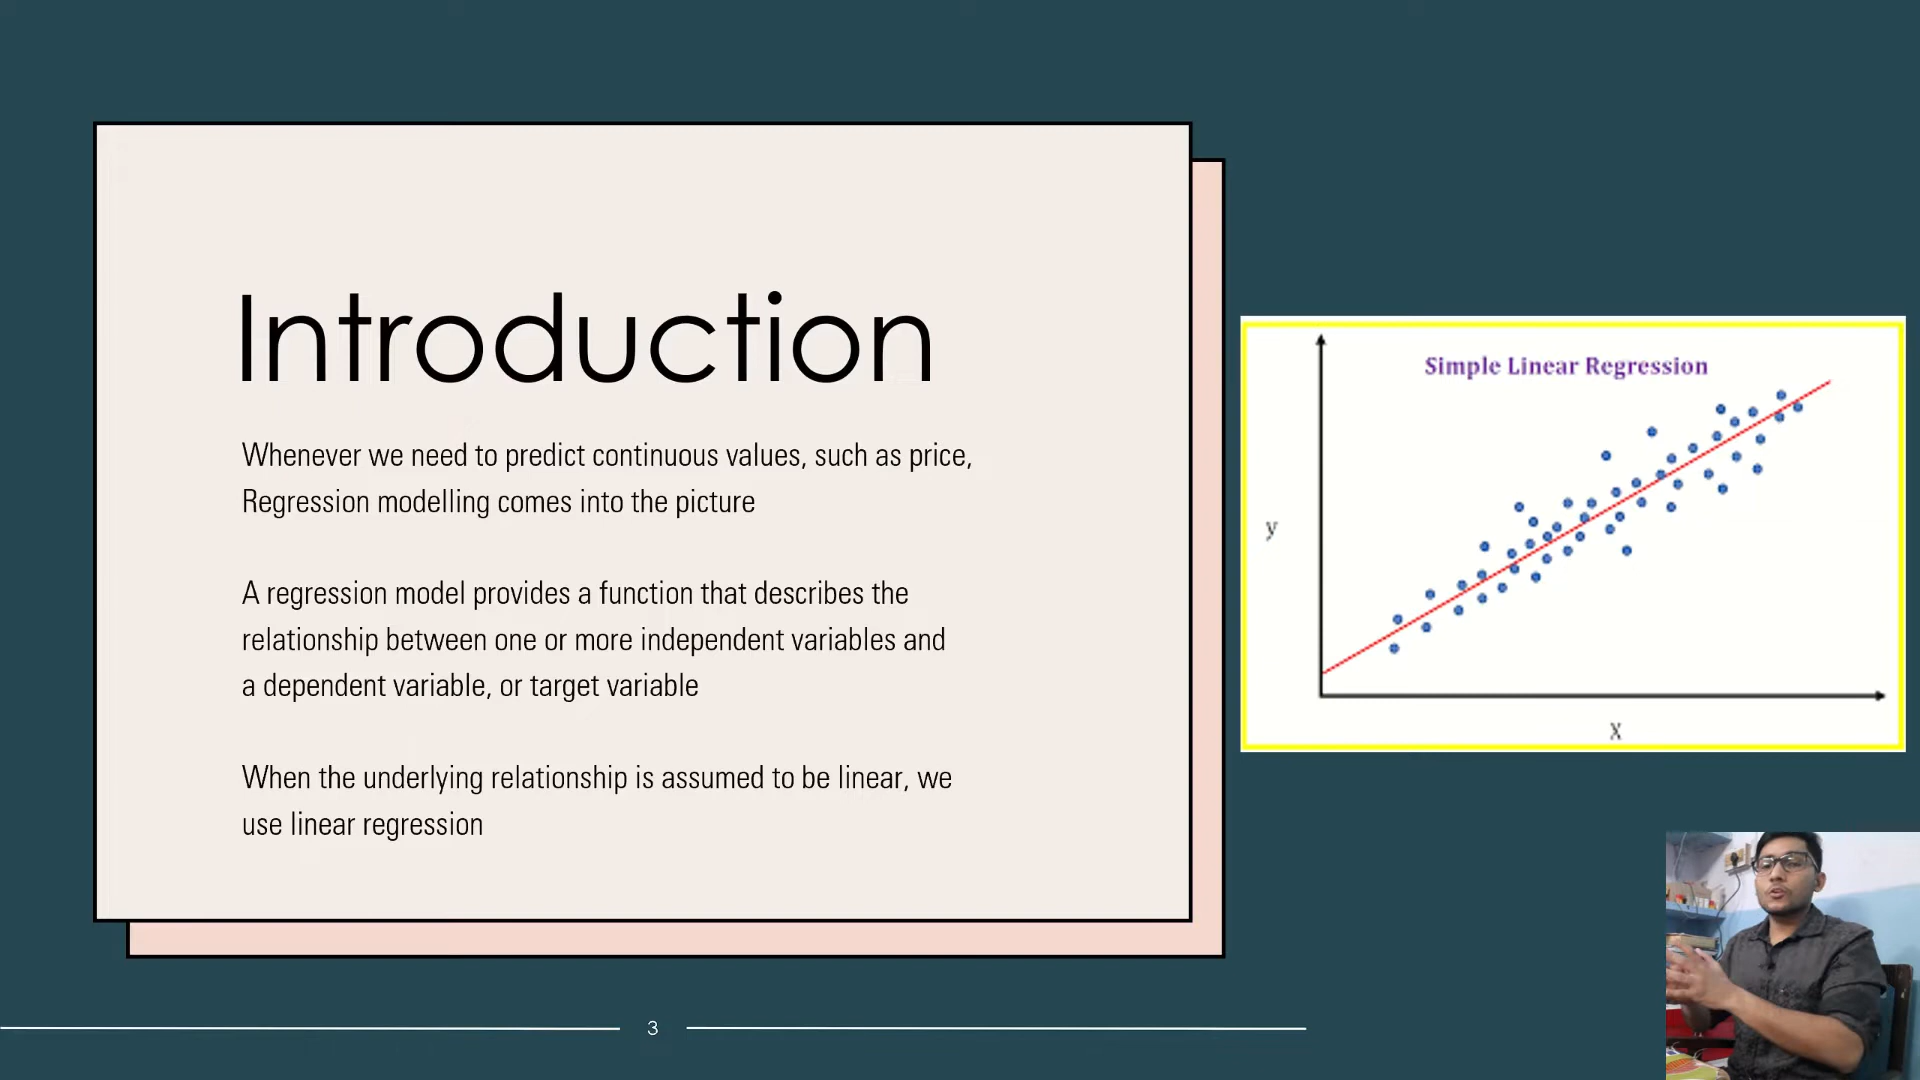 Introduction
Whenever we need to predict continuous values, such as price,
Regression modelling comes into the picture
A regression model provides a function that describes the
relationship between one or more independent variables and
a dependent variable, or target variable
When the underlying relationship is assumed to be linear, we
use linear regression
Simple Linear Regression
y
X
3